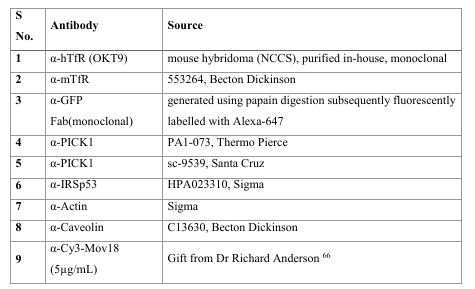 S No. Antibody Source
1 α-hTfR (OKT9) mouse hybridoma (NCCS), purified in-house, monoclonal
2 α-mTfR 553264, Becton Dickinson
3 α-GFP Fab(monoclonal) generated using papain digestion subsequently fluorescently labelled with Alexa-647
4 α-PICK1 PA1-073, Thermo Pierce
5 α-PICK1 sc-9539, Santa Cruz
6 α-IRSp53 HPA023310, Sigma
7 α-Actin Sigma
8 α-Caveolin C13630, Becton Dickinson
9 α-Cy3-Mov18 (5μg/mL) Gift from Dr Richard Anderson 66